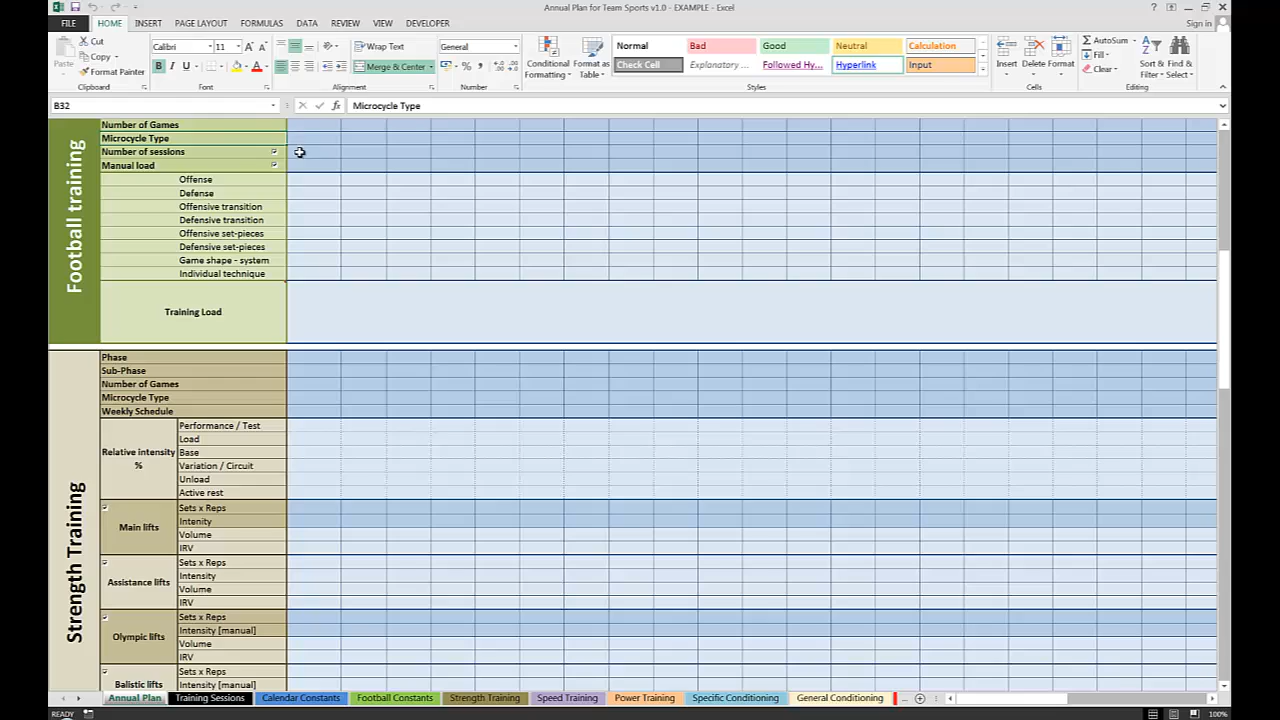 Annual Plan for Team Sports v1.0 - EXAMPLE - Excel
Sign in
FILE HOME INSERT PAGE LAYOUT FORMULAS DATA REVIEW VIEW DEVELOPER
Paste
Cut
Copy
Format Painter
Clipboard
Calibri 11
B I U
Font
Wrap Text
Merge & Center
Alignment
General
Number
Conditional Formatting
Format as Table
Normal Bad Good Neutral Calculation
Check Cell Explanatory ... Followed Hy... Hyperlink Input
Styles
Insert Delete Format
Cells
AutoSum
Fill
Clear
Sort & Filter
Find & Select
Editing
B32 fx Microcycle Type
Football training
Number of Games
Microcycle Type
Number of sessions
Manual load
Offense
Defense
Offensive transition
Defensive transition
Offensive set-pieces
Defensive set-pieces
Game shape - system
Individual technique
Training Load
Strength Training
Phase
Sub-Phase
Number of Games
Microcycle Type
Weekly Schedule
Relative intensity %
Performance / Test
Load
Base
Variation / Circuit
Unload
Active rest
Main lifts
Sets x Reps
Intenity
Volume
IRV
Assistance lifts
Sets x Reps
Intensity
Volume
IRV
Olympic lifts
Sets x Reps
Intensity [manual]
Volume
IRV
Balistic lifts
Sets x Reps
Intensity [manual]
Annual Plan Training Sessions Calendar Constants Football Constants Strength Training Speed Training Power Training Specific Conditioning General Conditioning ...
READY 100%